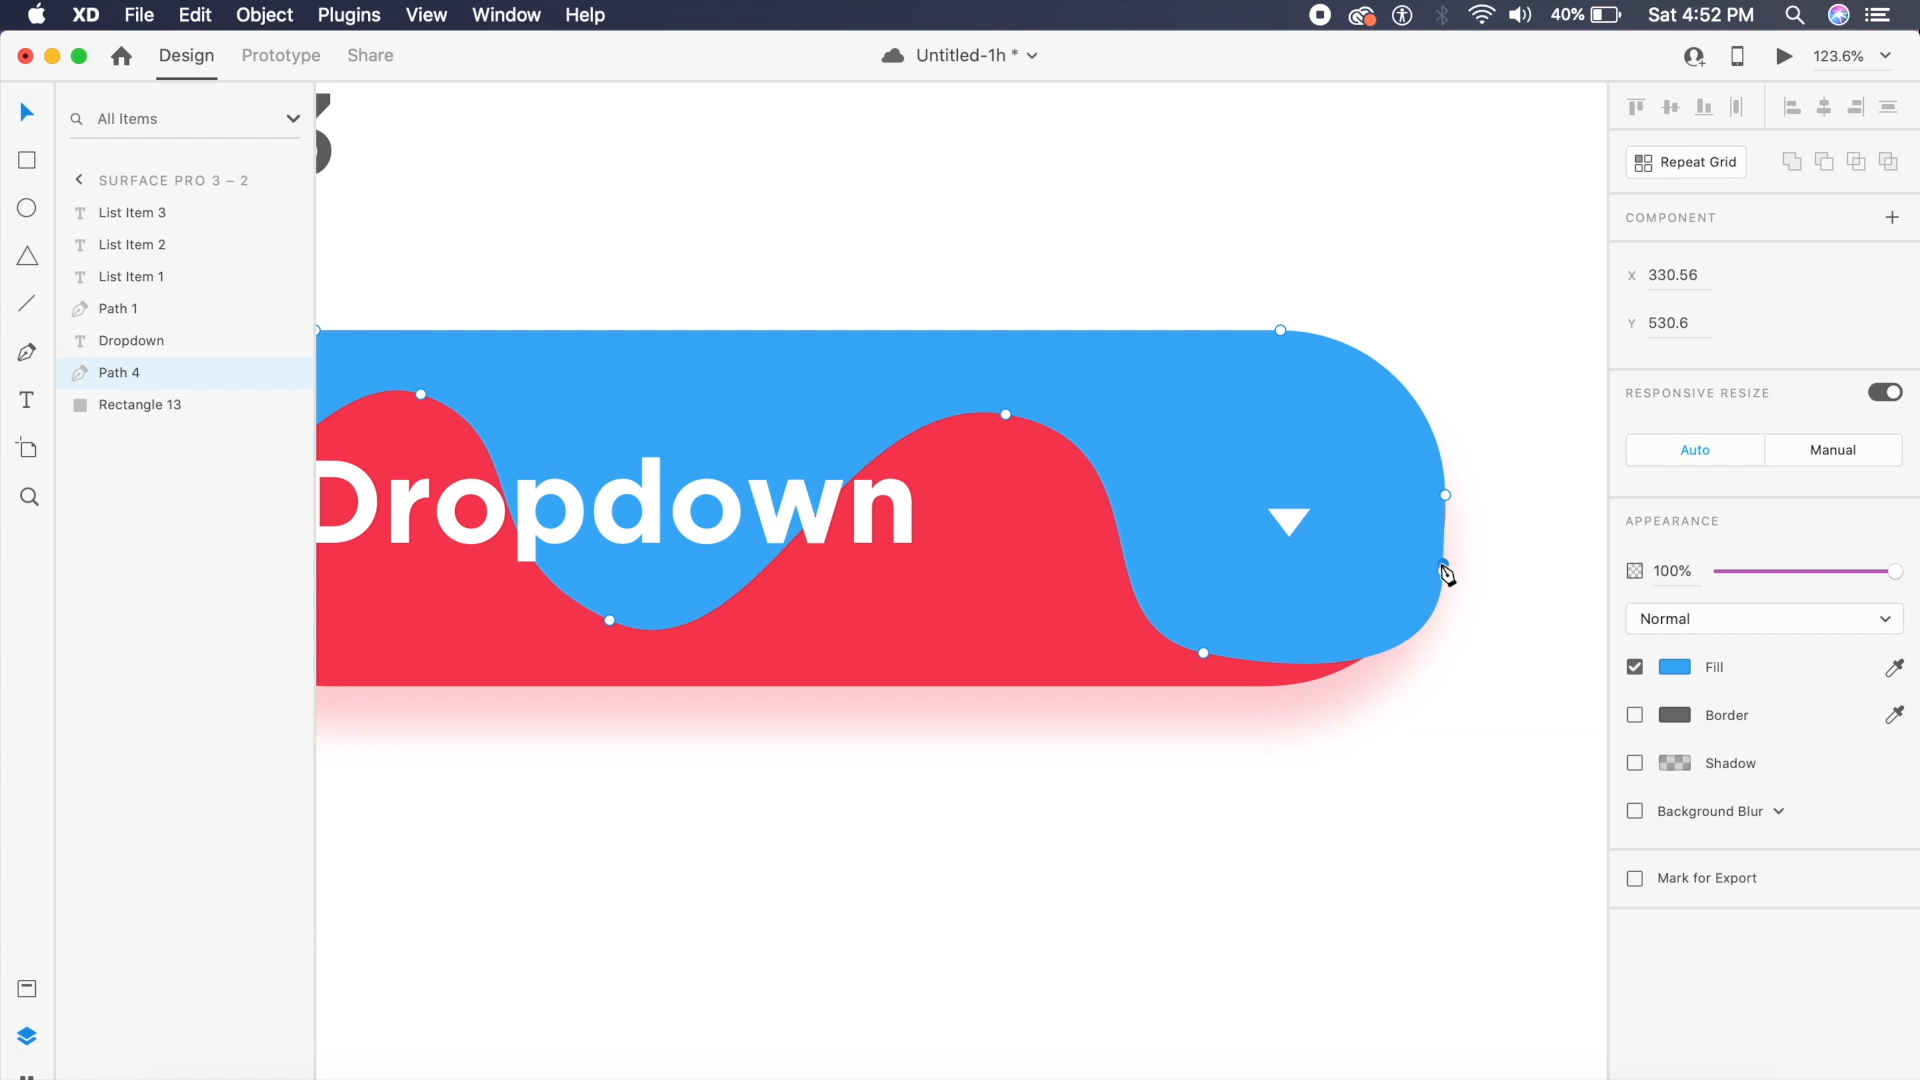 XD File Edit Object Plugins View Window Help 40% Sat 4:52 PM
Design Prototype Share Untitled-1h * 123.6%
All Items
SURFACE PRO 3 – 2
T List Item 3
T List Item 2
T List Item 1
Path 1
T Dropdown
Path 4
Rectangle 13
T
Dropdown
Repeat Grid
COMPONENT
X 330.56
Y 530.6
RESPONSIVE RESIZE
Auto Manual
APPEARANCE
100%
Normal
Fill
Border
Shadow
Background Blur
Mark for Export